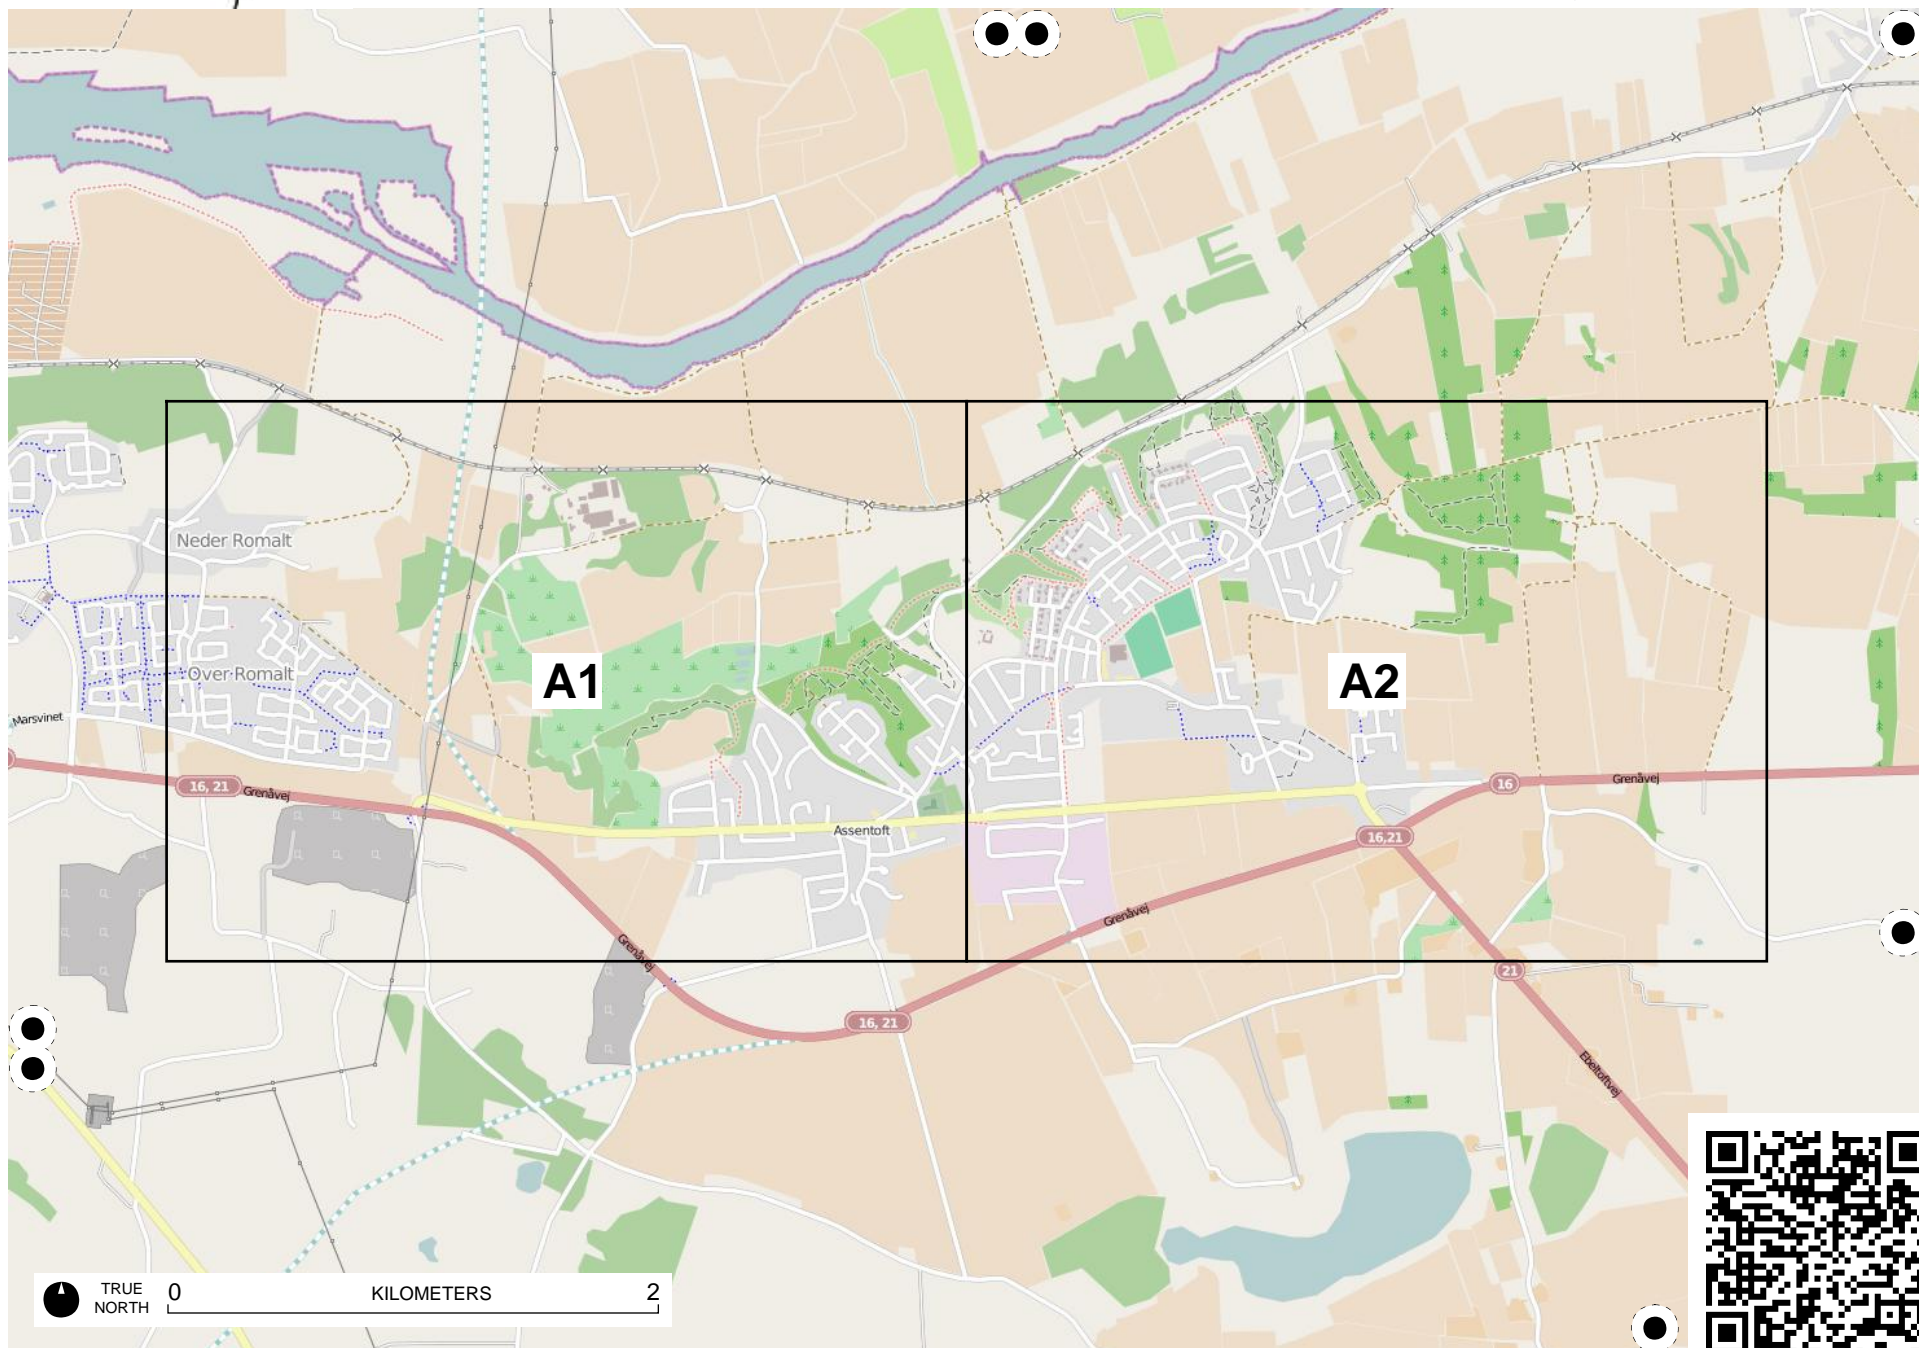 Neder Romalt
Over Romalt
A1
A2
Marsvinet
16, 21
Grenåvej
16
Grenåvej
Assentoft
16,21
Grenåvej
Grenåvej
21
16, 21
Ebeltoftvej
TRUE
NORTH
0
KILOMETERS
2